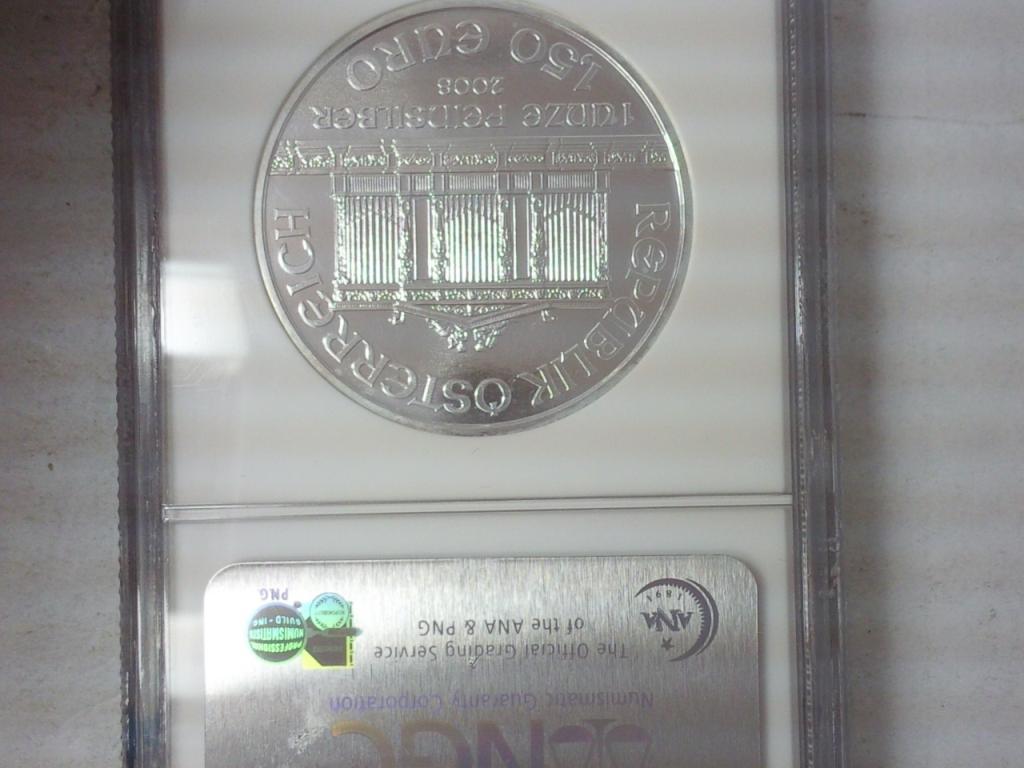 NGC
Numismatic Guaranty Corporation
The Official Grading Service
of the ANA & PNG
ANA
1891
PROFESSIONAL
NUMISMATISTS
GUILD • INC
PNG
REPUBLIK ÖSTERREICH
1 UNZE FEINSILBER
2008
1,50 EURO